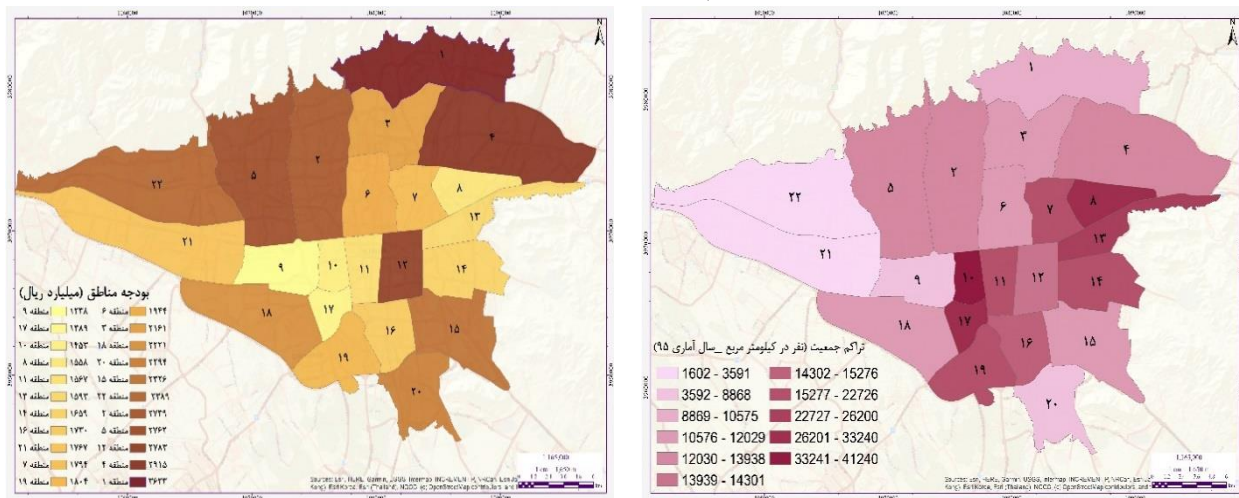 N
۱
۲
۳
۴
۵
۶
۷
۸
۹
۱۰
۱۱
۱۲
۱۳
۱۴
۱۵
۱۶
۱۷
۱۸
۱۹
۲۰
۲۱
۲۲
بودجه مناطق (میلیارد ریال)
منطقه ۹ ۱۲۳۸
منطقه ۱۷ ۱۳۸۹
منطقه ۱۰ ۱۴۵۳
منطقه ۸ ۱۵۵۸
منطقه ۱۱ ۱۵۶۷
منطقه ۱۳ ۱۵۹۳
منطقه ۱۴ ۱۶۵۹
منطقه ۱۶ ۱۷۳۰
منطقه ۲۱ ۱۷۶۷
منطقه ۷ ۱۷۹۴
منطقه ۱۹ ۱۸۰۴
منطقه ۶ ۱۹۴۴
منطقه ۳ ۲۱۶۱
منطقه ۱۸ ۲۲۲۱
منطقه ۲۰ ۲۲۹۴
منطقه ۱۵ ۲۳۲۶
منطقه ۲۲ ۲۳۸۹
منطقه ۲ ۲۷۴۹
منطقه ۵ ۲۷۶۲
منطقه ۱۲ ۲۷۸۳
منطقه ۴ ۲۹۱۵
منطقه ۱ ۳۶۳۳
N
۱
۲
۳
۴
۵
۶
۷
۸
۹
۱۰
۱۱
۱۲
۱۳
۱۴
۱۵
۱۶
۱۷
۱۸
۱۹
۲۰
۲۱
۲۲
تراکم جمعیت (نفر در کیلومتر مربع _سال آماری ۹۵)
1602 - 3591
3592 - 8868
8869 - 10575
10576 - 12029
12030 - 13938
13939 - 14301
14302 - 15276
15277 - 22726
22727 - 26200
26201 - 33240
33241 - 41240